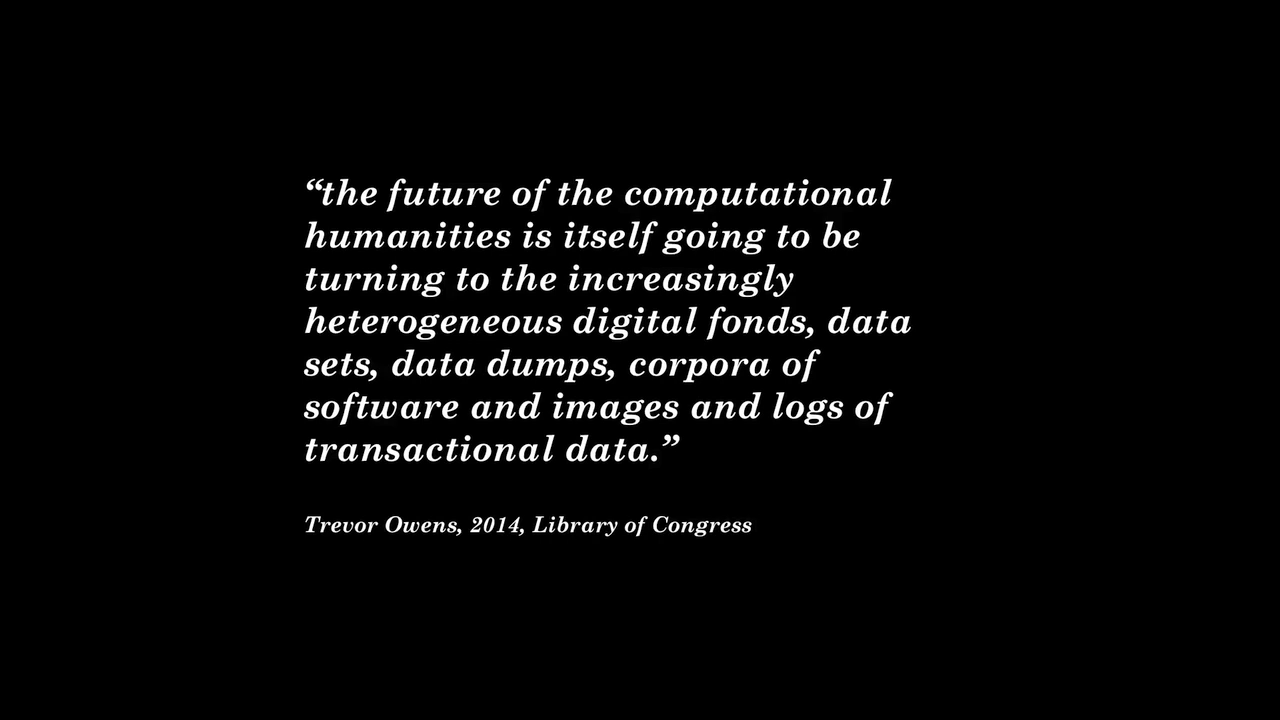 “the future of the computational
humanities is itself going to be
turning to the increasingly
heterogeneous digital fonds, data
sets, data dumps, corpora of
software and images and logs of
transactional data.”
Trevor Owens, 2014, Library of Congress